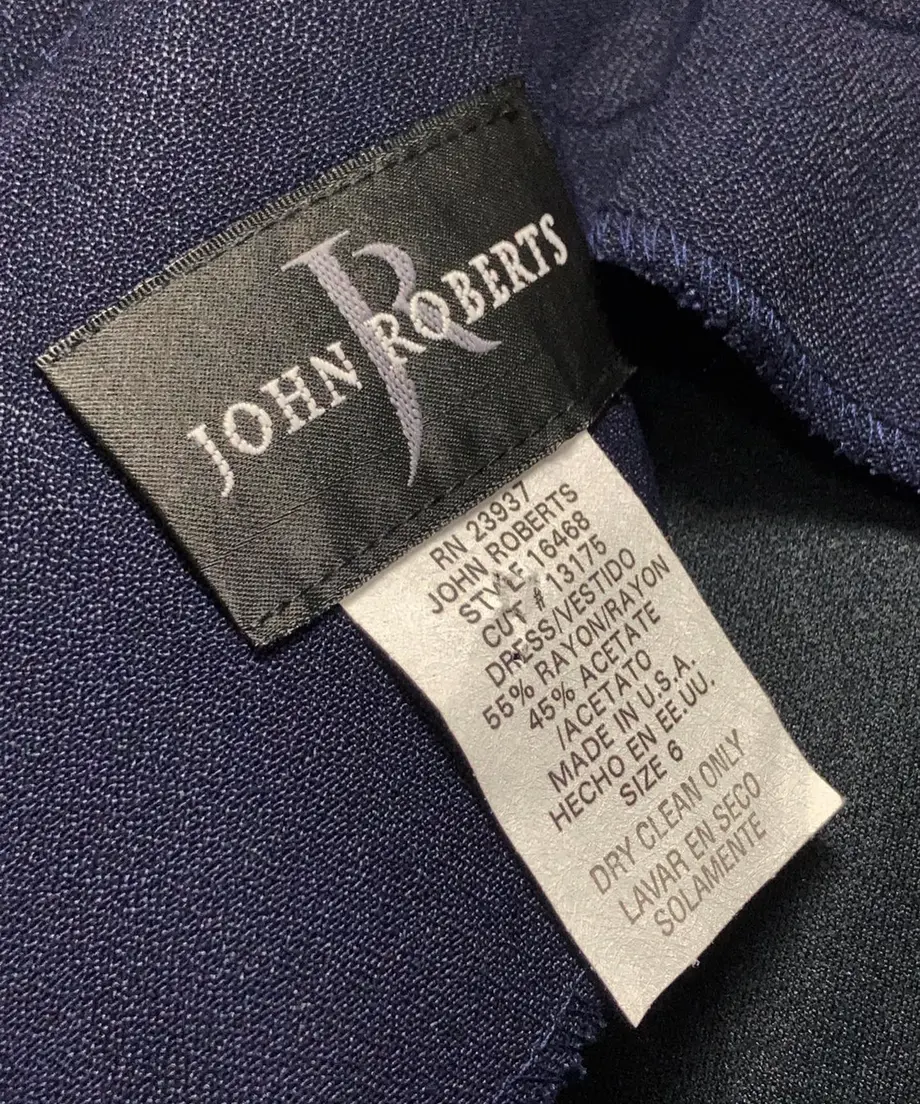 JR
JOHN ROBERTS
RN 23937
JOHN ROBERTS
STYLE 16468
CUT # 13175
DRESS/VESTIDO
55% RAYON/RAYON
45% ACETATE
/ACETATO
MADE IN U.S.A.
HECHO EN EE.UU.
SIZE 6
DRY CLEAN ONLY
LAVAR EN SECO
SOLAMENTE